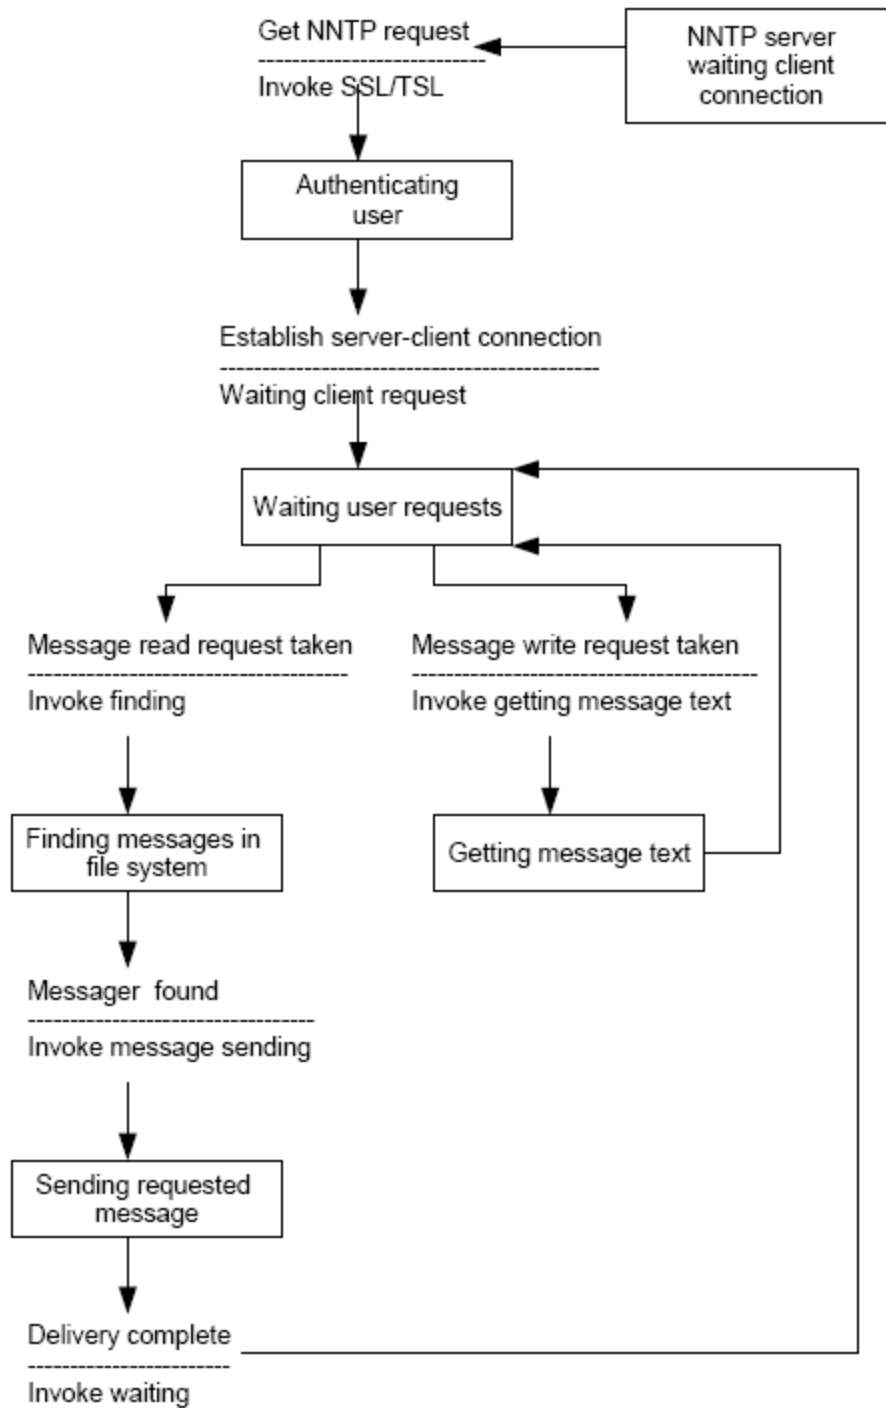 Get NNTP request
Invoke SSL/TSL
NNTP server
waiting client
connection
Authenticating
user
Establish server-client connection
Waiting client request
Waiting user requests
Message read request taken
Invoke finding
Message write request taken
Invoke getting message text
Finding messages in
file system
Getting message text
Messager found
Invoke message sending
Sending requested
message
Delivery complete
Invoke waiting